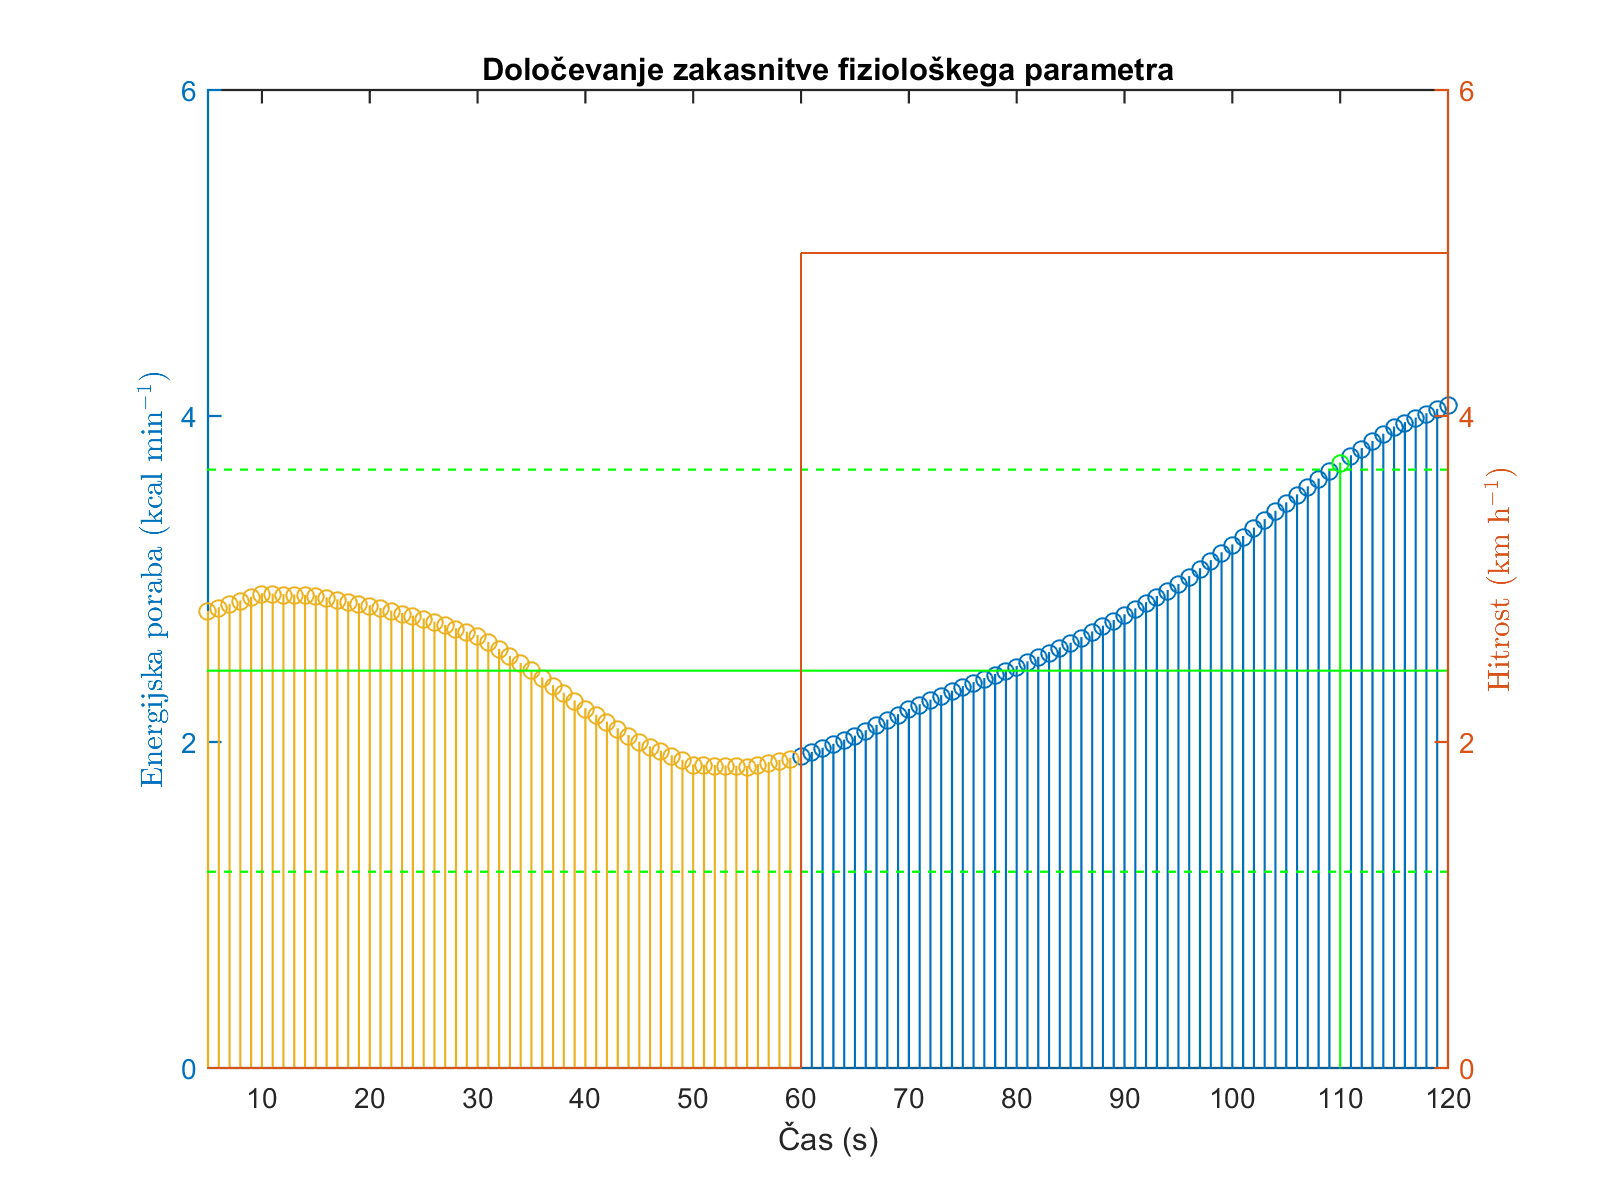 Določevanje zakasnitve fiziološkega parametra
6
4
2
0
Energijska poraba (kcal min⁻¹)
6
4
2
0
Hitrost (km h⁻¹)
10 20 30 40 50 60 70 80 90 100 110 120
Čas (s)